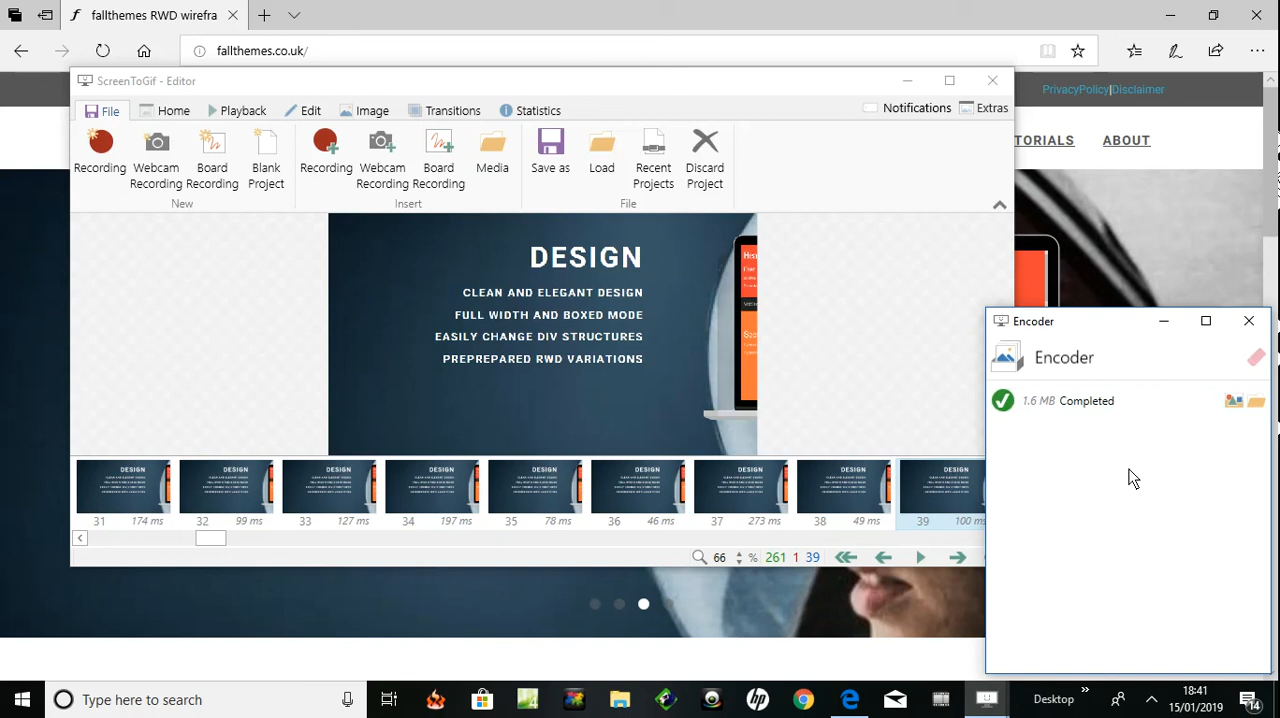 fallthemes RWD wirefra
fallthemes.co.uk/
PrivacyPolicy|Disclaimer
TORIALS ABOUT
ScreenToGif - Editor
File Home Playback Edit Image Transitions Statistics
Notifications Extras
Recording
Webcam Recording
Board Recording
Blank Project
New
Recording
Webcam Recording
Board Recording
Media
Insert
Save as
Load
Recent Projects
Discard Project
File
DESIGN
CLEAN AND ELEGANT DESIGN
FULL WIDTH AND BOXED MODE
EASILY CHANGE DIV STRUCTURES
PREPREPARED RWD VARIATIONS
174 ms
32 99 ms
33 127 ms
34 197 ms
35 78 ms
36 46 ms
37 273 ms
38 49 ms
39 100 ms
66 % 261 1 39
Encoder
Encoder
1.6 MB Completed
Type here to search
Desktop
18:41
15/01/2019
14